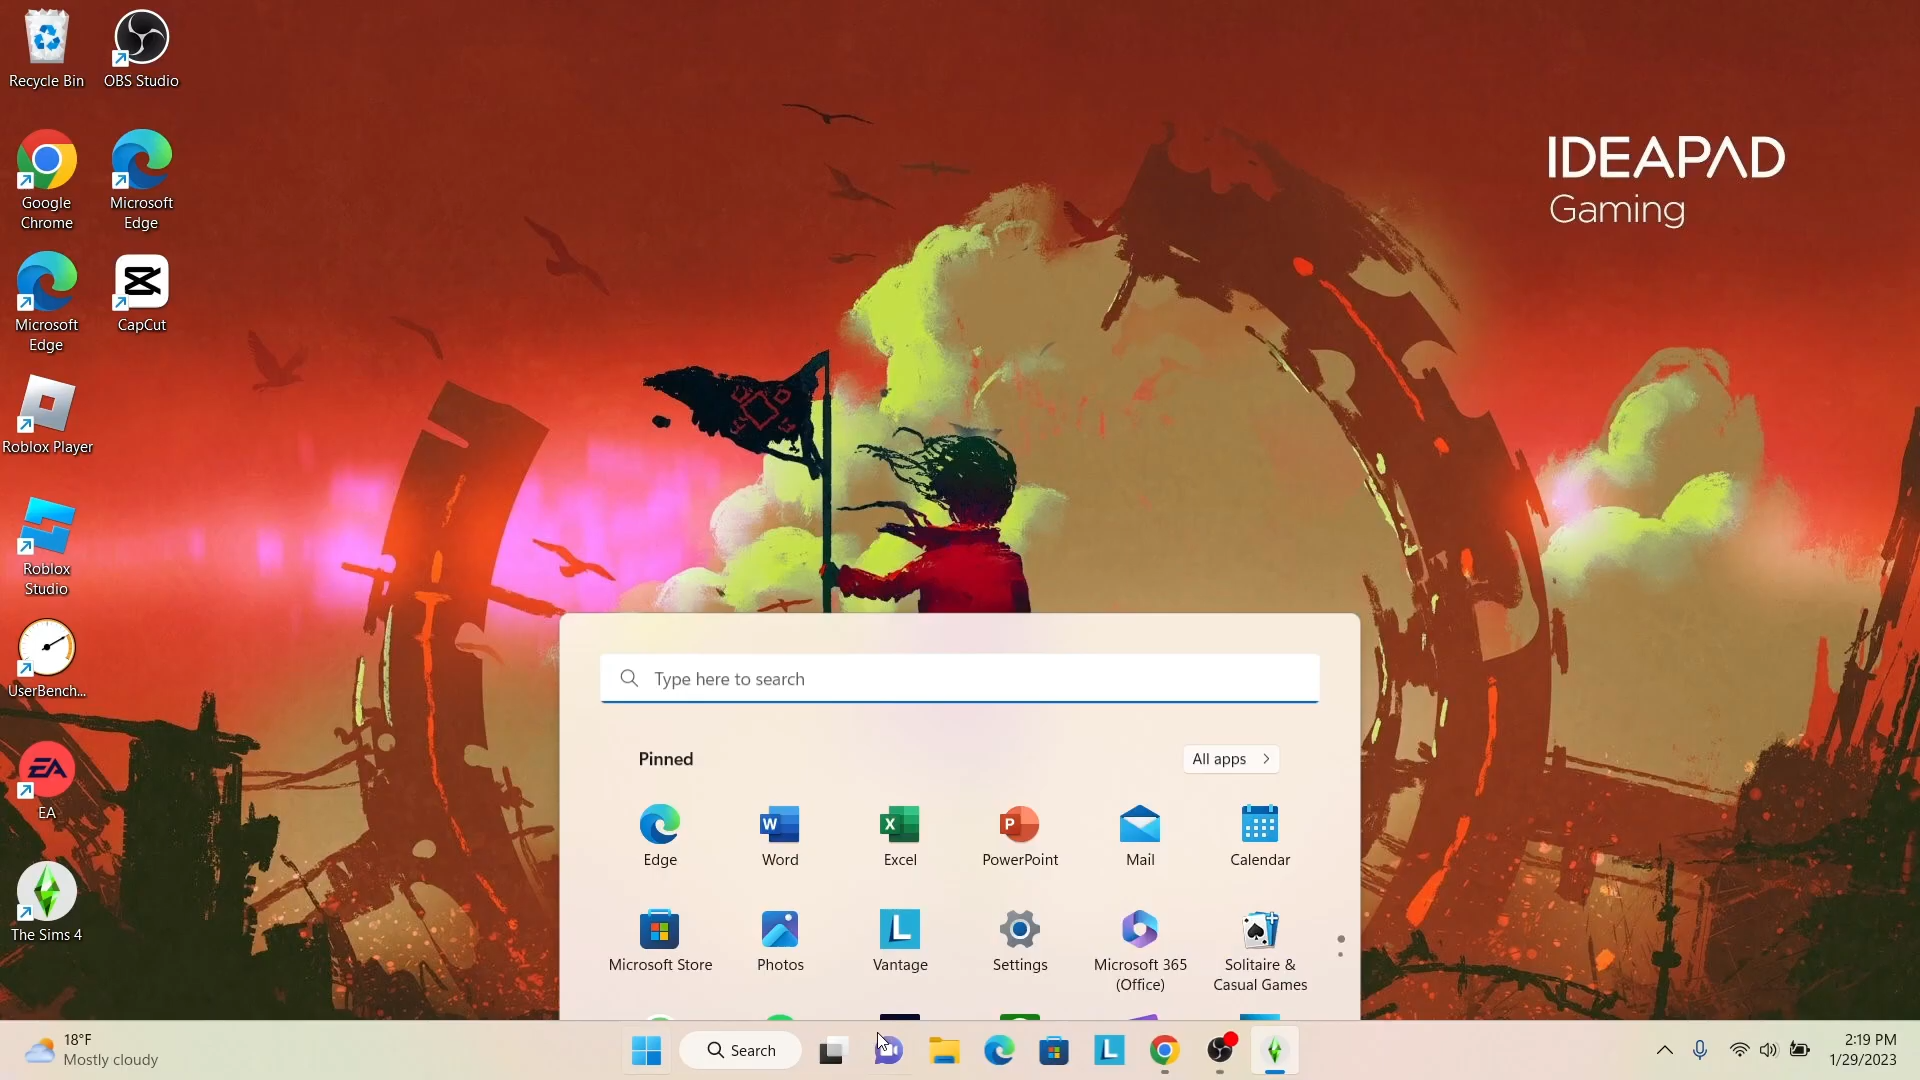 Recycle Bin
OBS Studio
Google
Chrome
Microsoft
Edge
Microsoft
Edge
CapCut
Roblox Player
Roblox
Studio
UserBench...
EA
EA
The Sims 4
IDEAPAD
Gaming
Type here to search
Pinned
All apps
Edge
Word
Excel
PowerPoint
Mail
Calendar
Microsoft Store
Photos
Vantage
Settings
Microsoft 365
(Office)
Solitaire &
Casual Games
18°F
Mostly cloudy
Search
2:19 PM
1/29/2023